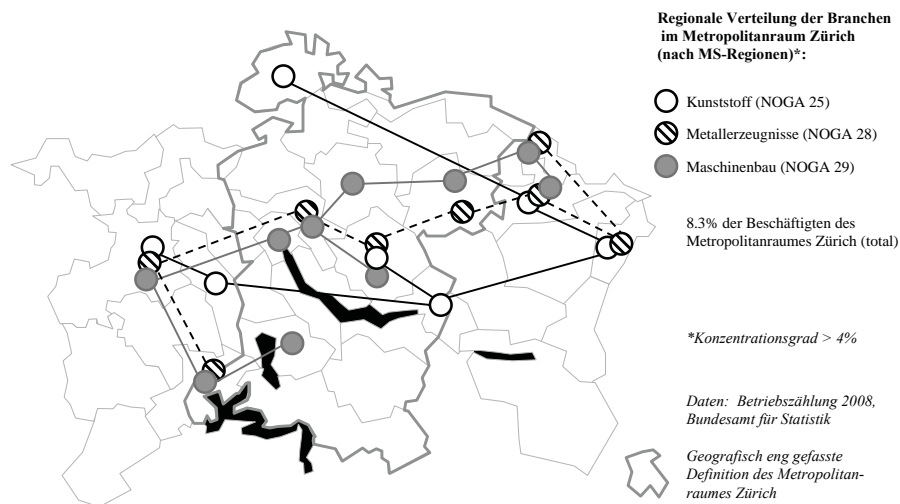 Regionale Verteilung der Branchen
im Metropolitanraum Zürich
(nach MS-Regionen)*:
Kunststoff (NOGA 25)
Metallerzeugnisse (NOGA 28)
Maschinenbau (NOGA 29)
8.3% der Beschäftigten des
Metropolitanraumes Zürich (total)
*Konzentrationsgrad > 4%
Daten: Betriebszählung 2008,
Bundesamt für Statistik
Geografisch eng gefasste
Definition des Metropolitan-
raumes Zürich